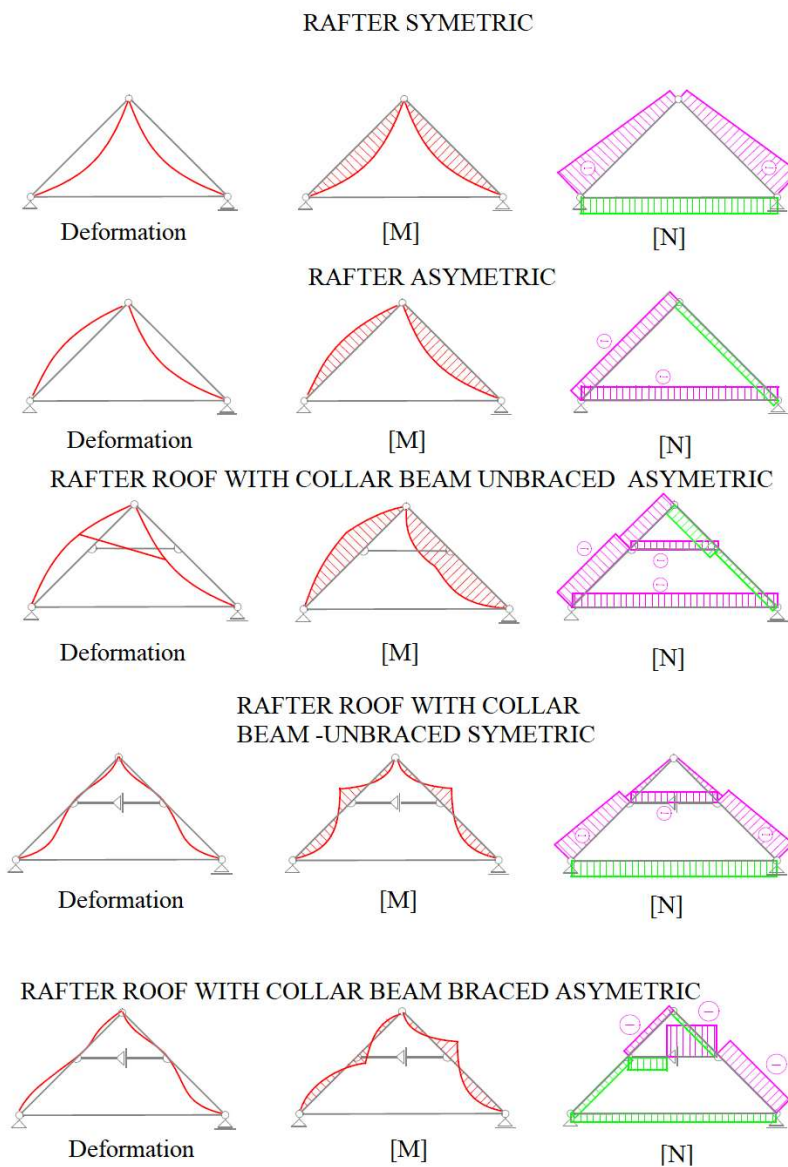 RAFTER SYMETRIC
Deformation
[M]
[N]
RAFTER ASYMETRIC
Deformation
[M]
[N]
RAFTER ROOF WITH COLLAR BEAM UNBRACED ASYMETRIC
Deformation
[M]
[N]
RAFTER ROOF WITH COLLAR
BEAM -UNBRACED SYMETRIC
Deformation
[M]
[N]
RAFTER ROOF WITH COLLAR BEAM BRACED ASYMETRIC
Deformation
[M]
[N]